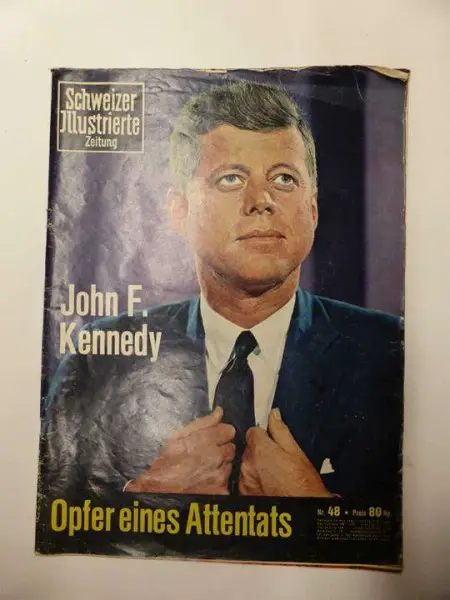 Schweizer
Illustrierte
Zeitung
John F.
Kennedy
Opfer eines Attentats
Nr. 48 • Preis 80 Rp.